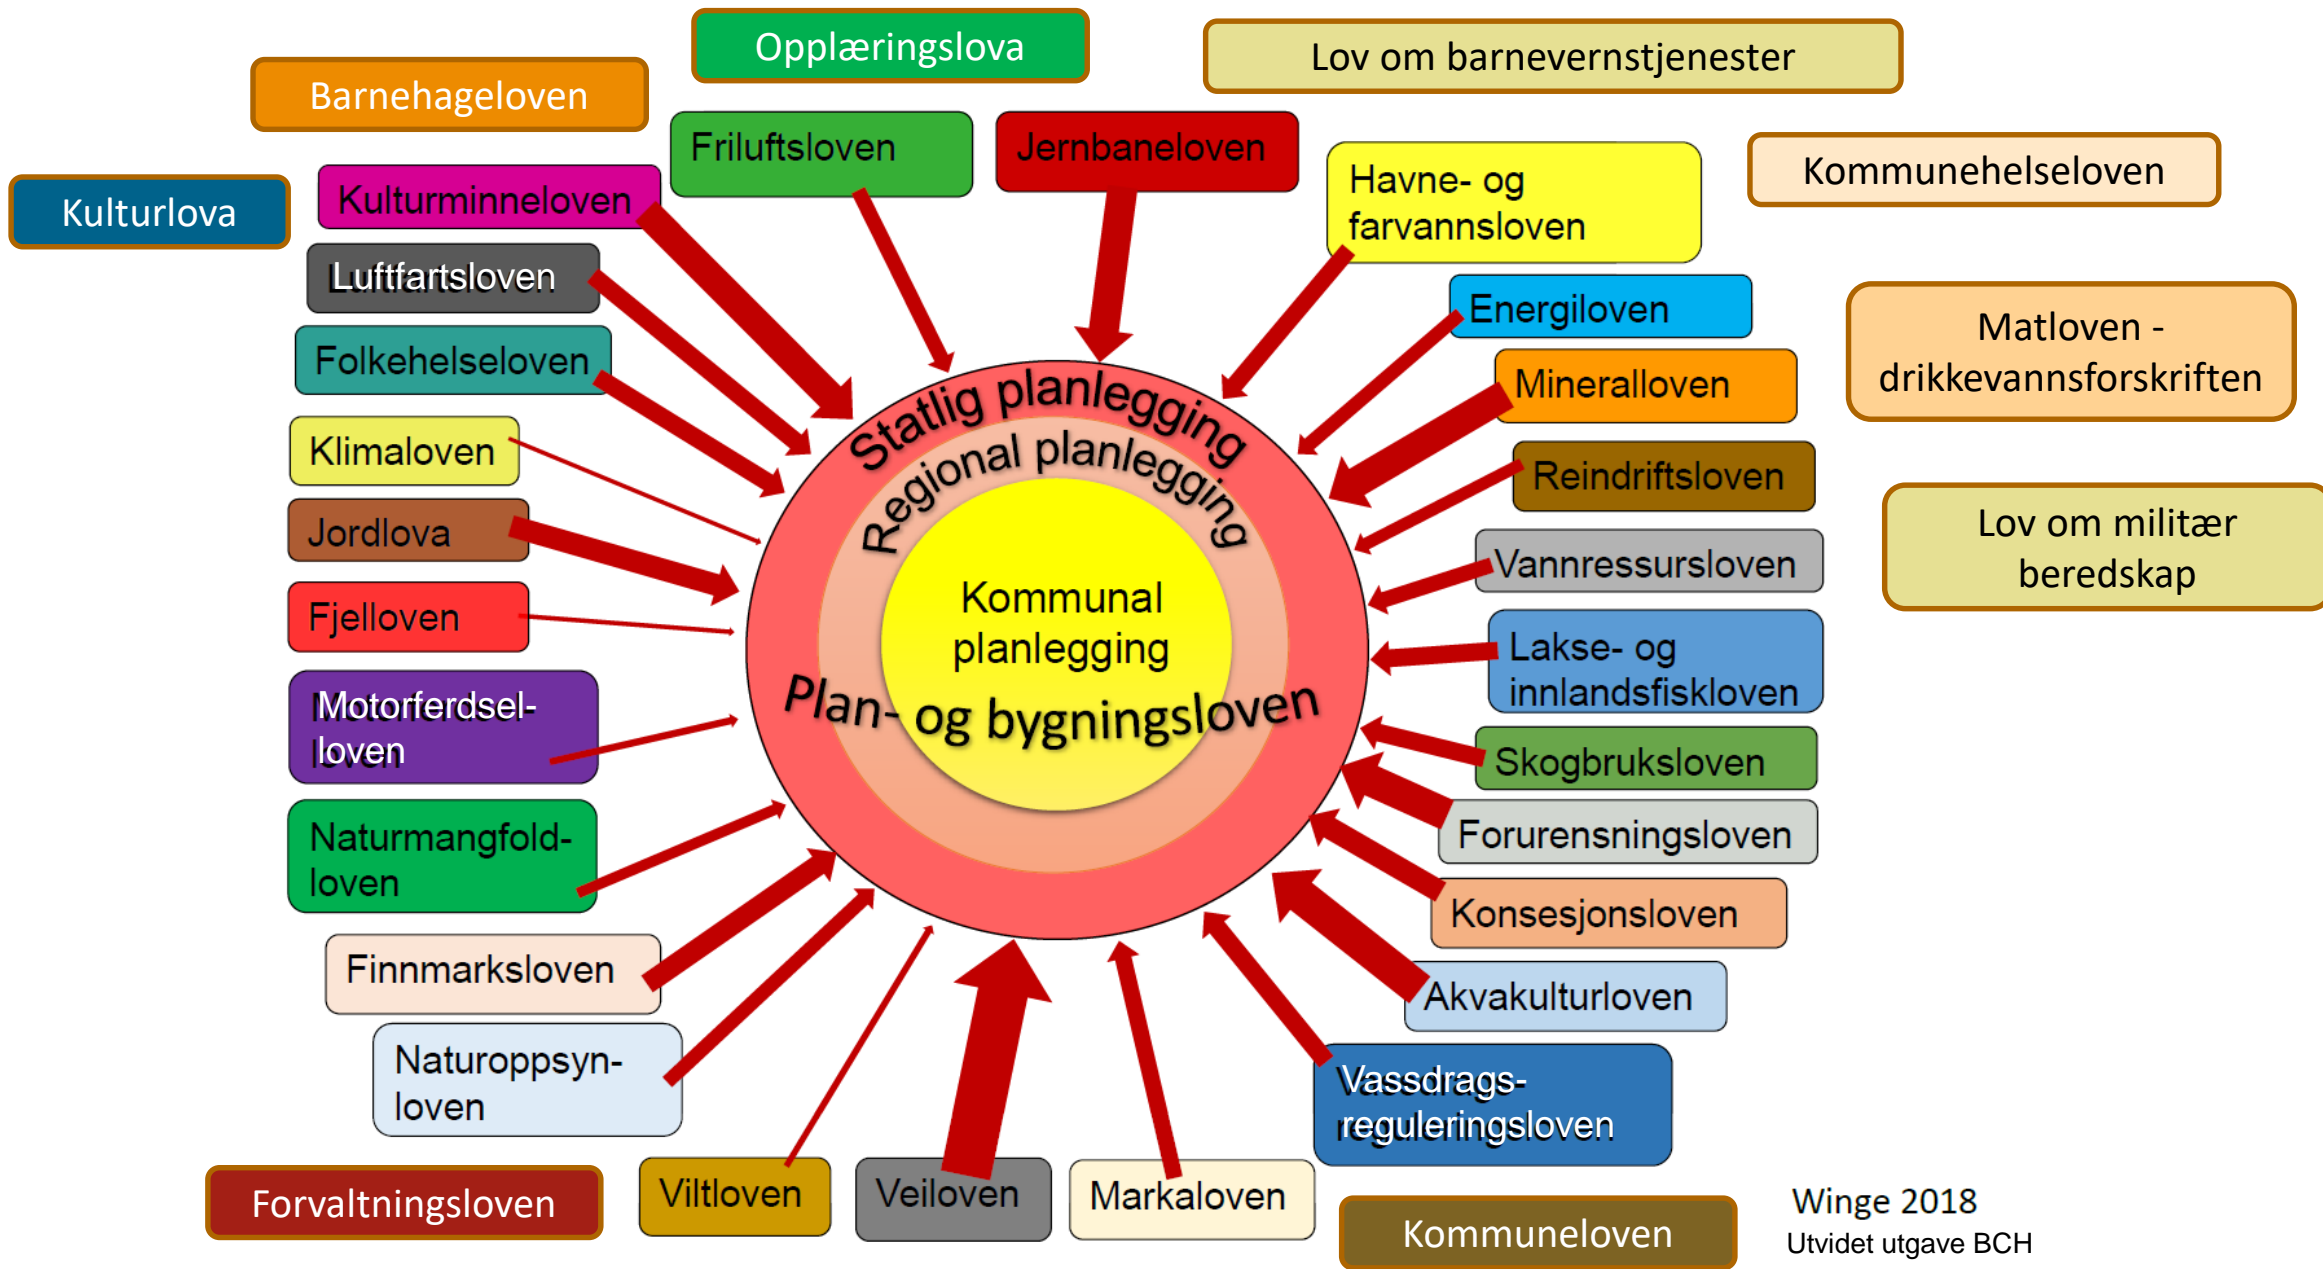 Opplæringslova
Lov om barnevernstjenester
Barnehageloven
Friluftsloven
Jernbaneloven
Kommunehelseloven
Havne- og
farvannsloven
Kulturlova
Kulturminneloven
Luftfartsloven
Energiloven
Matloven -
drikkevannsforskriften
Folkehelseloven
Mineralloven
Klimaloven
Reindriftsloven
Jordlova
Vannressursloven
Lov om militær
beredskap
Fjelloven
Lakse- og
innlandsfiskloven
Statlig planlegging
Regional planlegging
Kommunal
planlegging
Plan- og bygningsloven
Motorferdsel-
loven
Skogbruksloven
Naturmangfold-
loven
Forurensningsloven
Konsesjonsloven
Finnmarksloven
Akvakulturloven
Naturoppsyn-
loven
Vassdrags-
reguleringsloven
Forvaltningsloven
Viltloven
Veiloven
Markaloven
Kommuneloven
Winge 2018
Utvidet utgave BCH